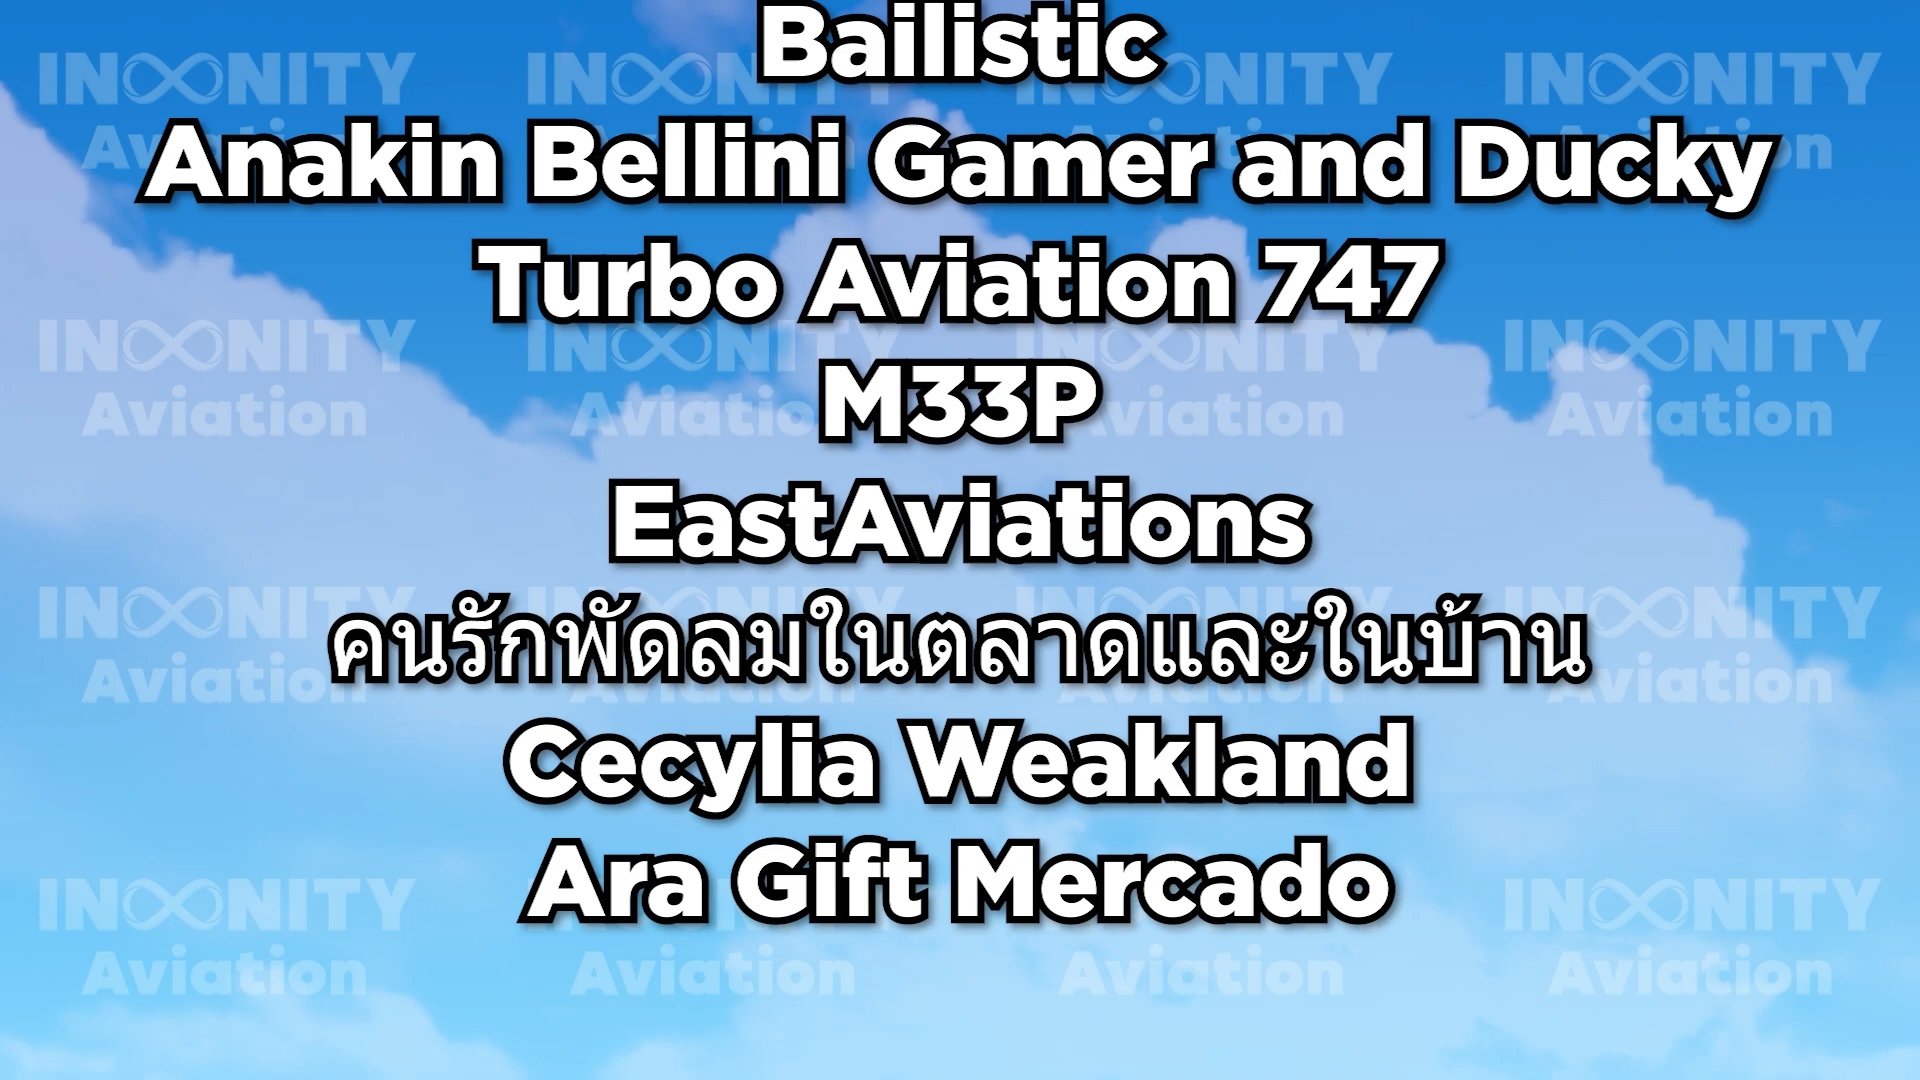 Bailistic
Anakin Bellini Gamer and Ducky
Turbo Aviation 747
M33P
EastAviations
คนรักพัดลมในตลาดและในบ้าน
Cecylia Weakland
Ara Gift Mercado